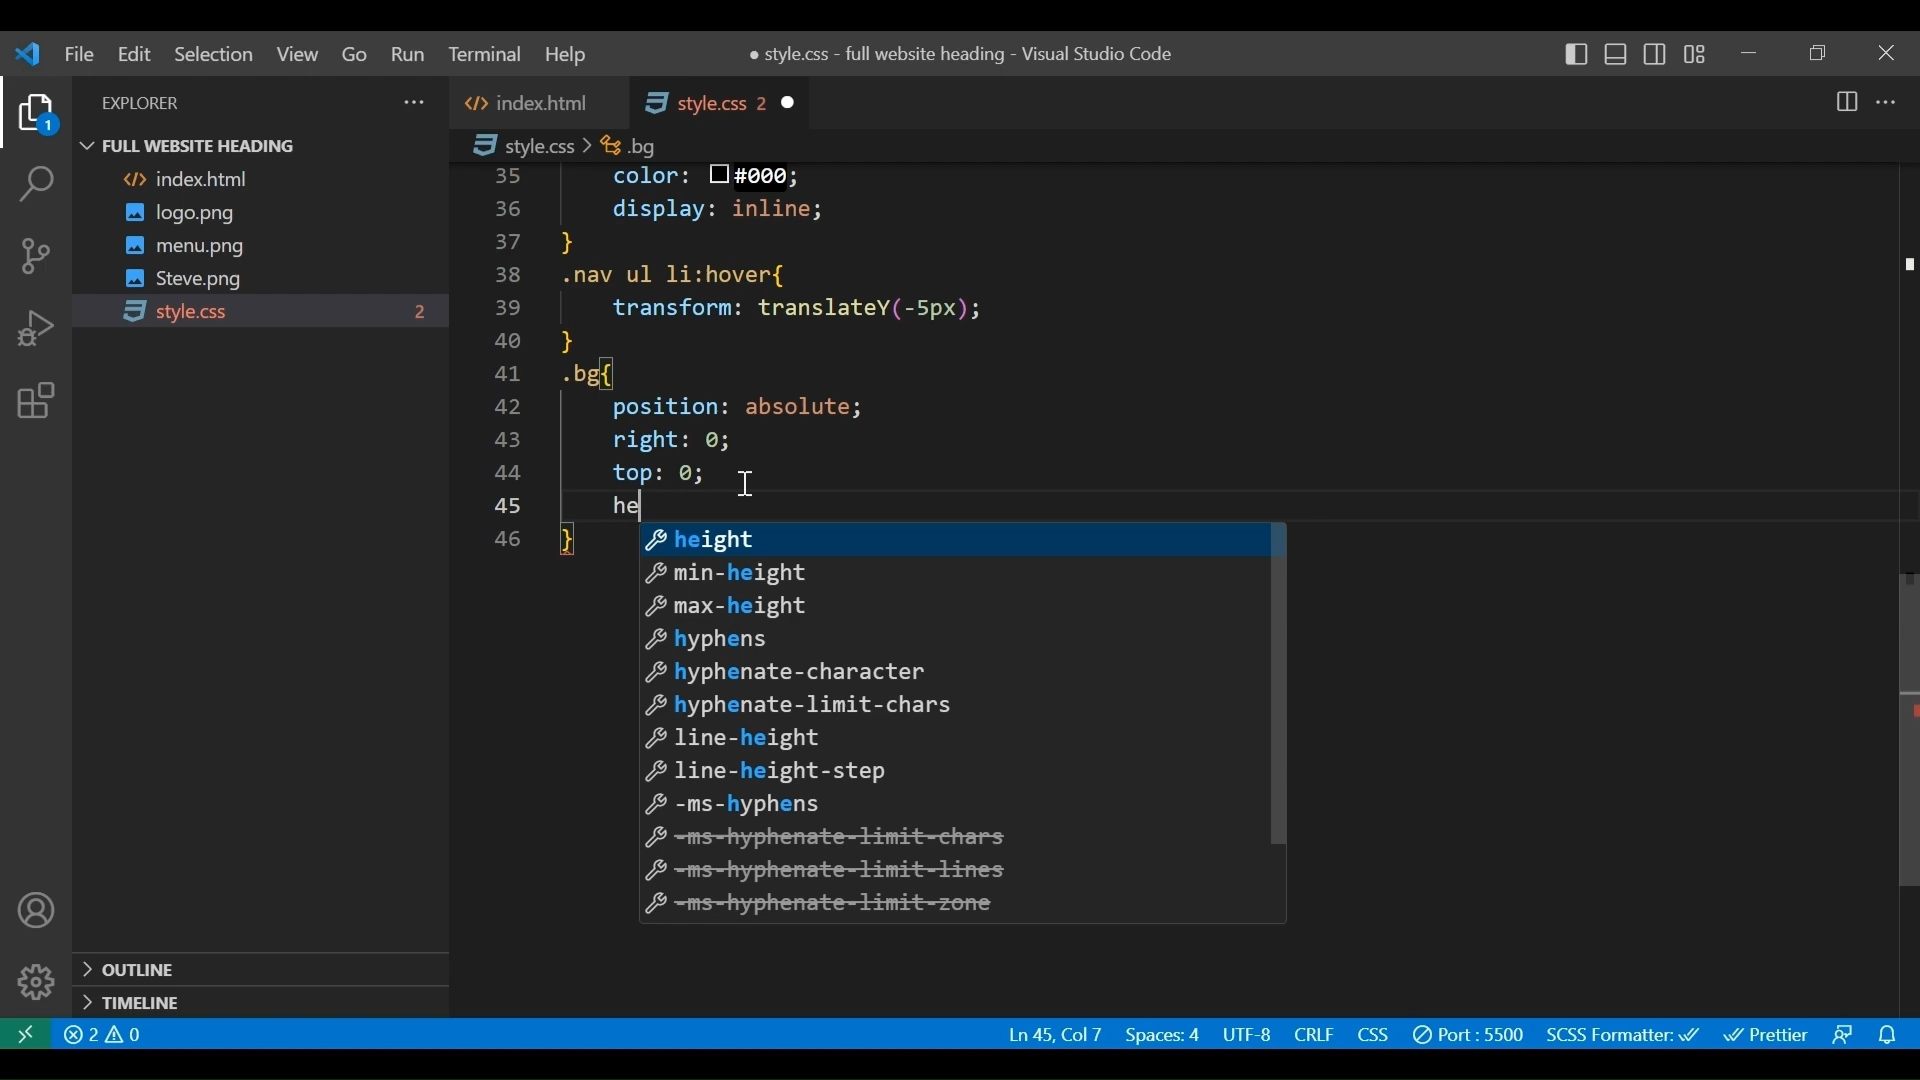 File Edit Selection View Go Run Terminal Help
● style.css - full website heading - Visual Studio Code
EXPLORER
index.html
style.css 2
1
FULL WEBSITE HEADING
style.css > .bg
index.html
logo.png
menu.png
Steve.png
style.css 2
35 color: #000;
36 display: inline;
37 }
38 .nav ul li:hover{
39 transform: translateY(-5px);
40 }
41 .bg{
42 position: absolute;
43 right: 0;
44 top: 0;
45 he
46 }
height
min-height
max-height
hyphens
hyphenate-character
hyphenate-limit-chars
line-height
line-height-step
-ms-hyphens
-ms-hyphenate-limit-chars
-ms-hyphenate-limit-lines
-ms-hyphenate-limit-zone
OUTLINE
TIMELINE
2 0 Ln 45, Col 7 Spaces: 4 UTF-8 CRLF CSS Port : 5500 SCSS Formatter: Prettier